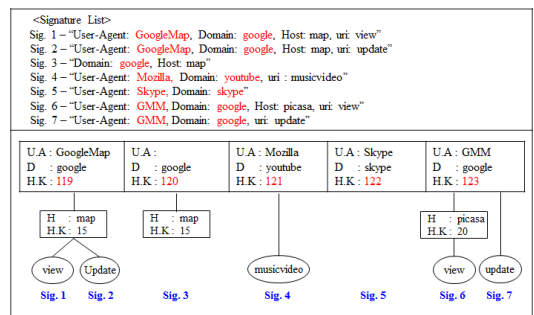 <Signature List>
Sig. 1 – “User-Agent: GoogleMap, Domain: google, Host: map, uri: view”
Sig. 2 – “User-Agent: GoogleMap, Domain: google, Host: map, uri: update”
Sig. 3 – “Domain: google, Host: map”
Sig. 4 – “User-Agent: Mozilla, Domain: youtube, uri : musicvideo”
Sig. 5 – “User-Agent: Skype, Domain: skype”
Sig. 6 – “User-Agent: GMM, Domain: google, Host: picasa, uri: view”
Sig. 7 – “User-Agent: GMM, Domain: google, uri: update”
U.A : GoogleMap
D : google
H.K : 119
U.A :
D : google
H.K : 120
U.A : Mozilla
D : youtube
H.K : 121
U.A : Skype
D : skype
H.K : 122
U.A : GMM
D : google
H.K : 123
H : map
H.K : 15
H : map
H.K : 15
H : picasa
H.K : 20
view
Update
musicvideo
view
update
Sig. 1
Sig. 2
Sig. 3
Sig. 4
Sig. 5
Sig. 6
Sig. 7